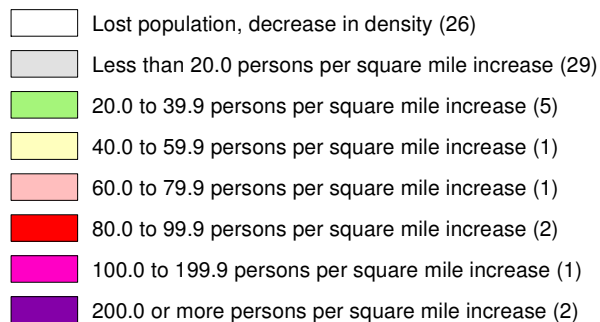 Lost population, decrease in density (26)
Less than 20.0 persons per square mile increase (29)
20.0 to 39.9 persons per square mile increase (5)
40.0 to 59.9 persons per square mile increase (1)
60.0 to 79.9 persons per square mile increase (1)
80.0 to 99.9 persons per square mile increase (2)
100.0 to 199.9 persons per square mile increase (1)
200.0 or more persons per square mile increase (2)